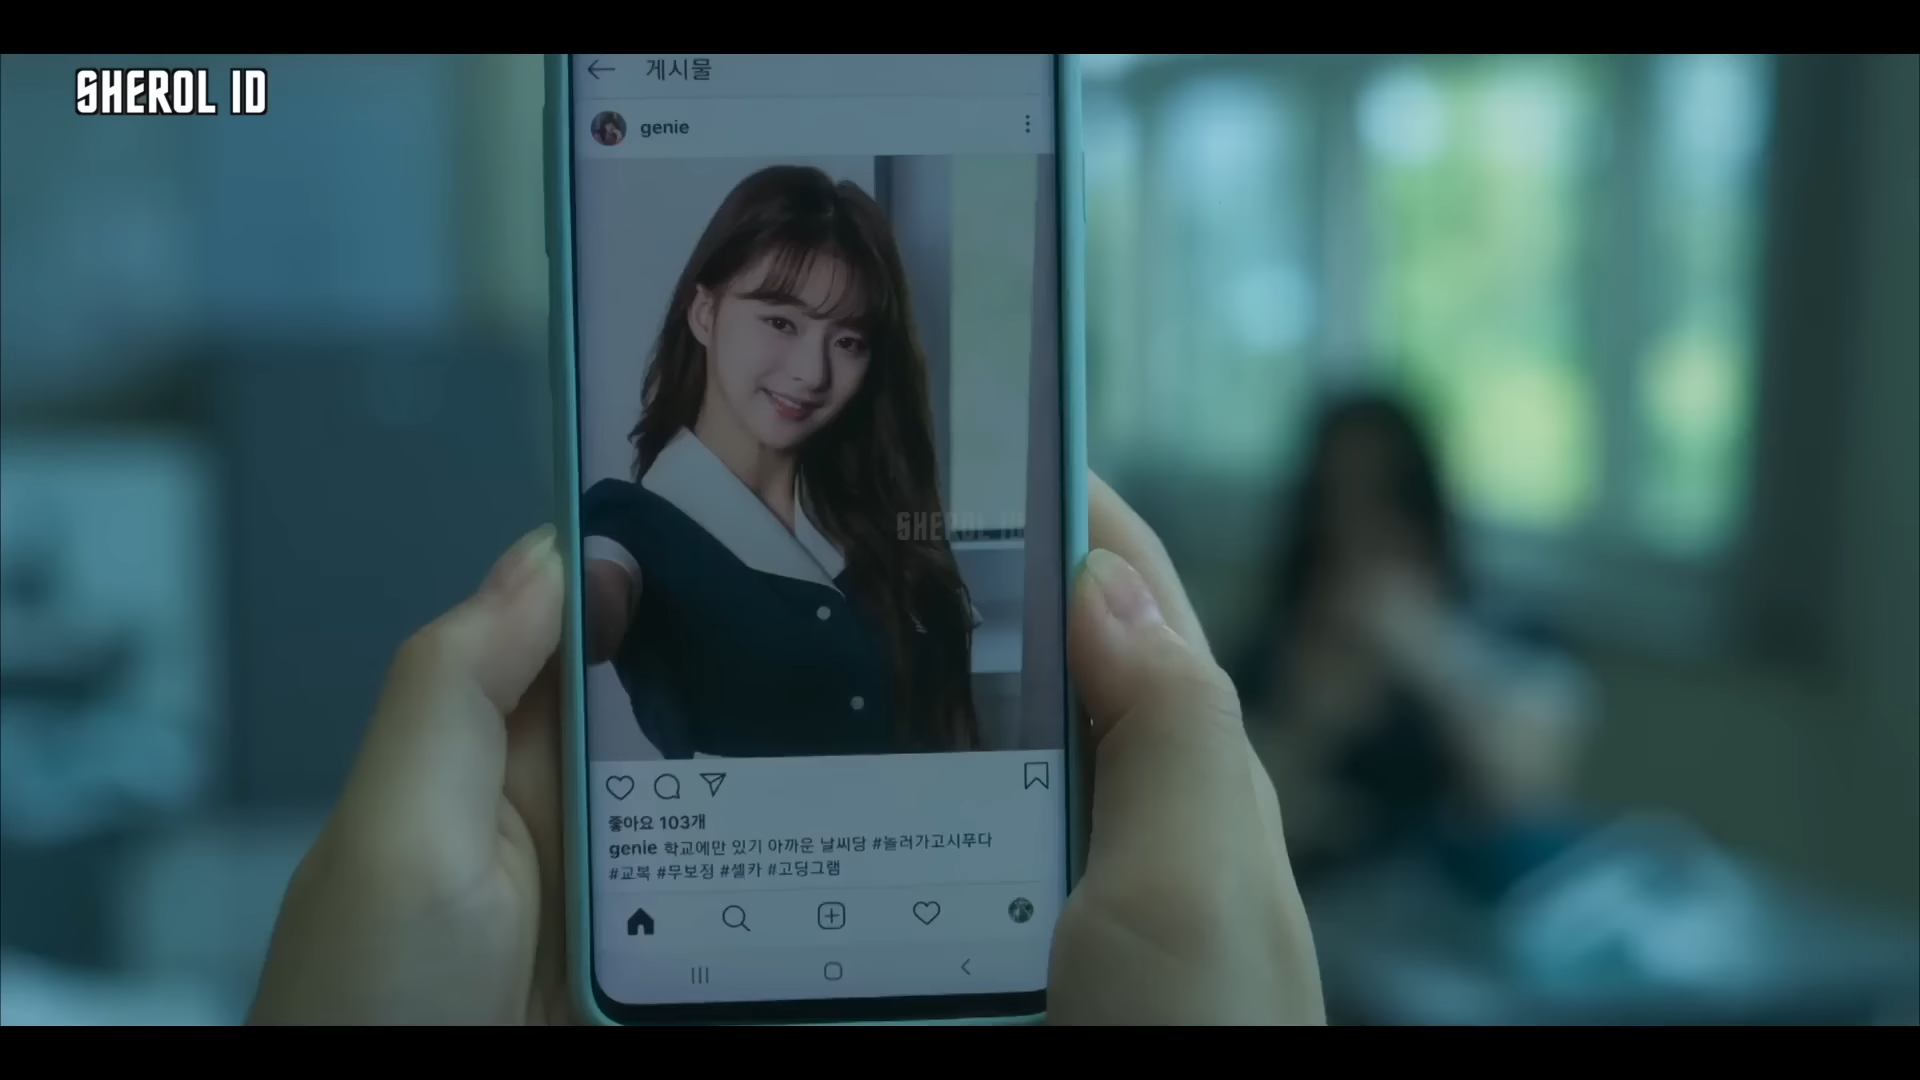 SHEROL ID
게시물
genie
SHEROL ID
좋아요 103개
genie 학교에만 있기 아까운 날씨당 #놀러가고시푸다
#교복 #무보정 #셀카 #고딩그램